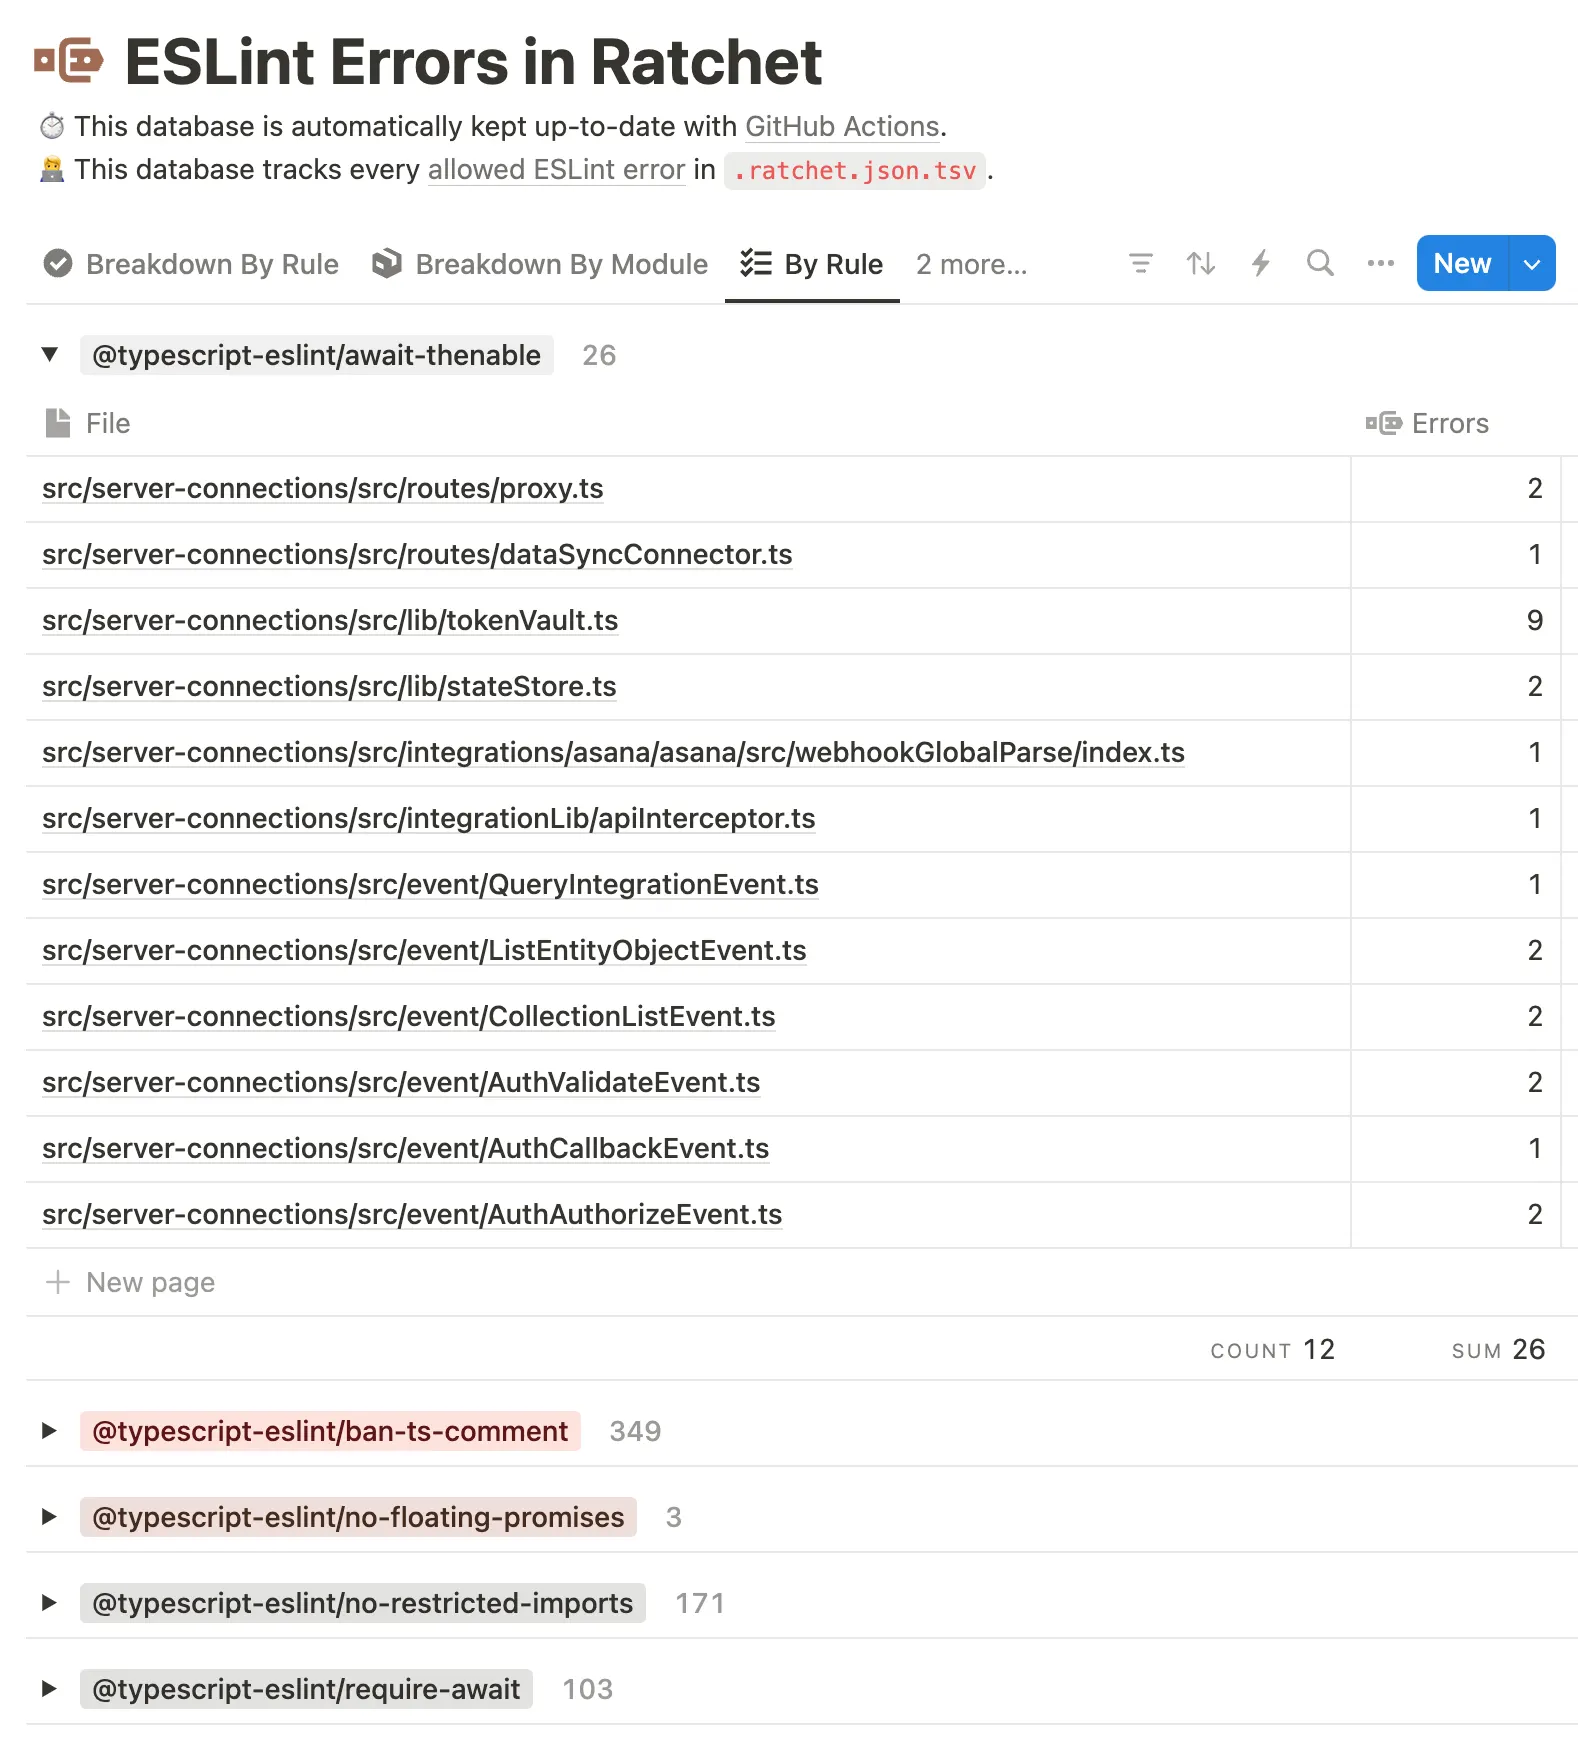 ESLint Errors in Ratchet
This database is automatically kept up-to-date with GitHub Actions.
This database tracks every allowed ESLint error in .ratchet.json.tsv.
Breakdown By Rule Breakdown By Module By Rule 2 more... New
@typescript-eslint/await-thenable 26
File Errors
src/server-connections/src/routes/proxy.ts 2
src/server-connections/src/routes/dataSyncConnector.ts 1
src/server-connections/src/lib/tokenVault.ts 9
src/server-connections/src/lib/stateStore.ts 2
src/server-connections/src/integrations/asana/asana/src/webhookGlobalParse/index.ts 1
src/server-connections/src/integrationLib/apiInterceptor.ts 1
src/server-connections/src/event/QueryIntegrationEvent.ts 1
src/server-connections/src/event/ListEntityObjectEvent.ts 2
src/server-connections/src/event/CollectionListEvent.ts 2
src/server-connections/src/event/AuthValidateEvent.ts 2
src/server-connections/src/event/AuthCallbackEvent.ts 1
src/server-connections/src/event/AuthAuthorizeEvent.ts 2
New page
COUNT 12 SUM 26
@typescript-eslint/ban-ts-comment 349
@typescript-eslint/no-floating-promises 3
@typescript-eslint/no-restricted-imports 171
@typescript-eslint/require-await 103